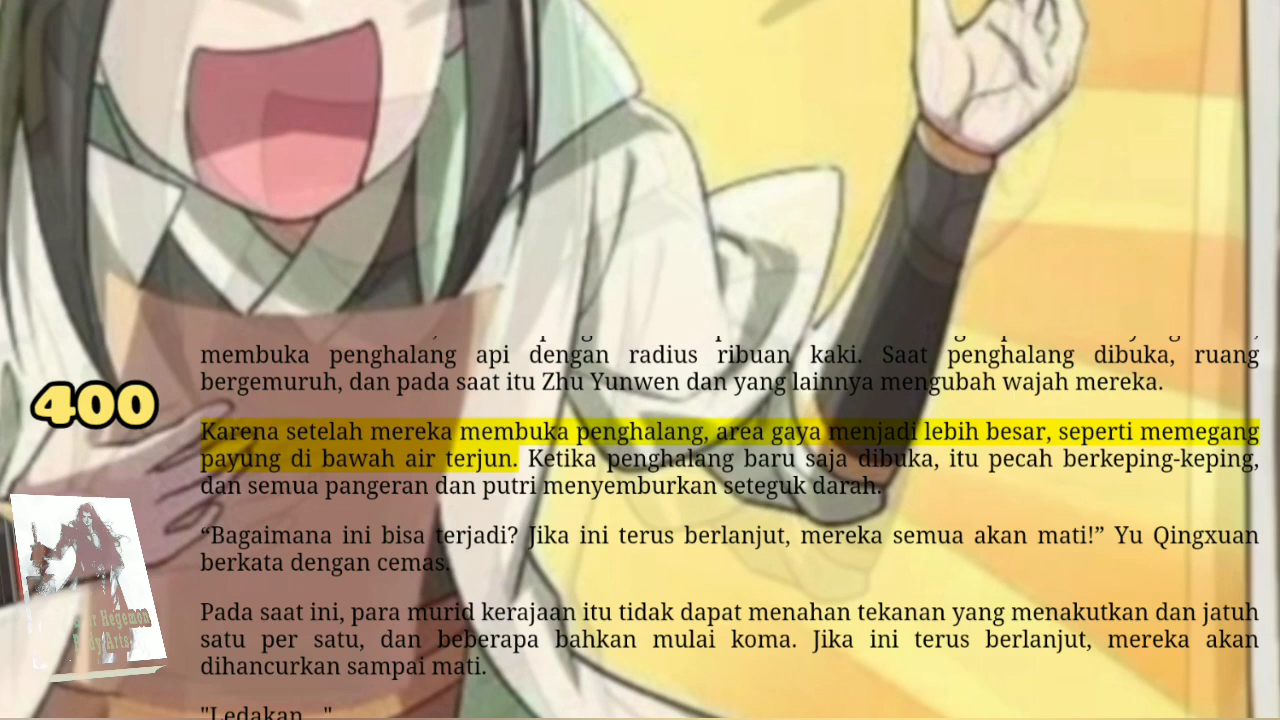 membuka penghalang api dengan radius ribuan kaki. Saat penghalang dibuka, ruang
bergemuruh, dan pada saat itu Zhu Yunwen dan yang lainnya mengubah wajah mereka.
400
Karena setelah mereka membuka penghalang, area gaya menjadi lebih besar, seperti memegang
payung di bawah air terjun. Ketika penghalang baru saja dibuka, itu pecah berkeping-keping,
dan semua pangeran dan putri menyemburkan seteguk darah.
“Bagaimana ini bisa terjadi? Jika ini terus berlanjut, mereka semua akan mati!” Yu Qingxuan
berkata dengan cemas.
Pada saat ini, para murid kerajaan itu tidak dapat menahan tekanan yang menakutkan dan jatuh
satu per satu, dan beberapa bahkan mulai koma. Jika ini terus berlanjut, mereka akan
dihancurkan sampai mati.
Hegemon
Body Arts
"Ledakan..."